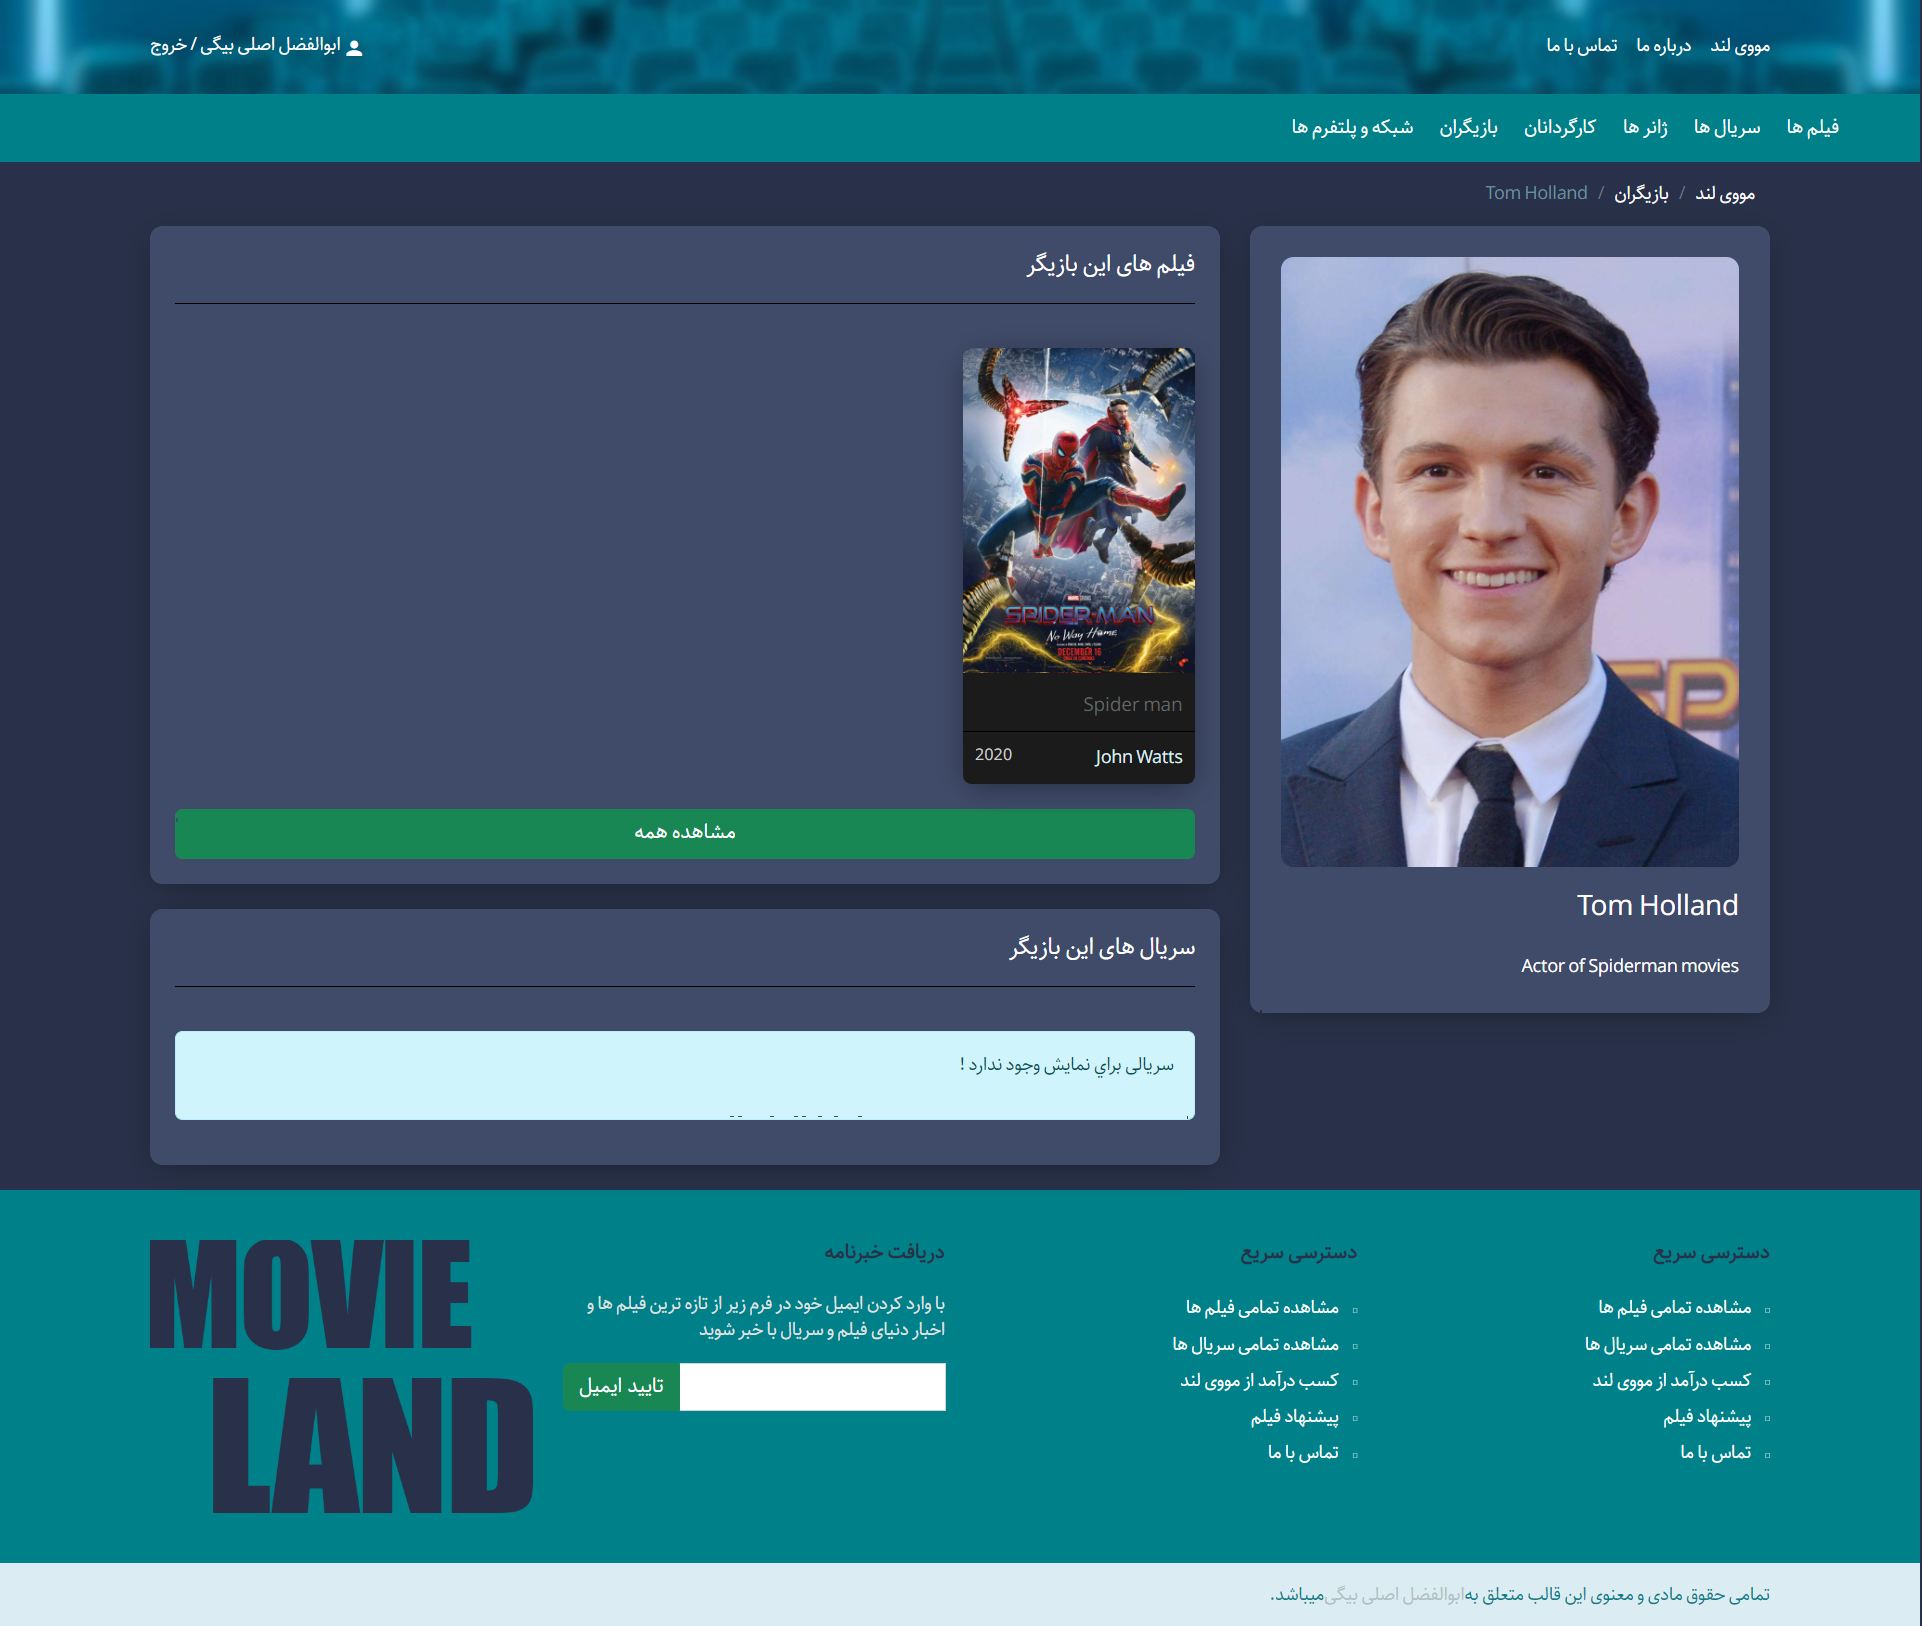 مووی لند درباره ما تماس با ما
ابوالفضل اصلی بیگی / خروج
فیلم ها سریال ها ژانر ها کارگردانان بازیگران شبکه و پلتفرم ها
مووی لند / بازیگران / Tom Holland
SP
Tom Holland
Actor of Spiderman movies
فیلم های این بازیگر
SPIDER-MAN
No Way Home
DECEMBER 16
Spider man
John Watts 2020
مشاهده همه
سریال های این بازیگر
سریالی براي نمایش وجود ندارد !
دسترسی سریع
مشاهده تمامی فیلم ها
مشاهده تمامی سریال ها
کسب درآمد از مووی لند
پیشنهاد فیلم
تماس با ما
دسترسی سریع
مشاهده تمامی فیلم ها
مشاهده تمامی سریال ها
کسب درآمد از مووی لند
پیشنهاد فیلم
تماس با ما
دریافت خبرنامه
با وارد کردن ایمیل خود در فرم زیر از تازه ترین فیلم ها و
اخبار دنیای فیلم و سریال با خبر شوید
تایید ایمیل
MOVIE
LAND
تمامی حقوق مادی و معنوی این قالب متعلق به ابوالفضل اصلی بیگی میباشد.